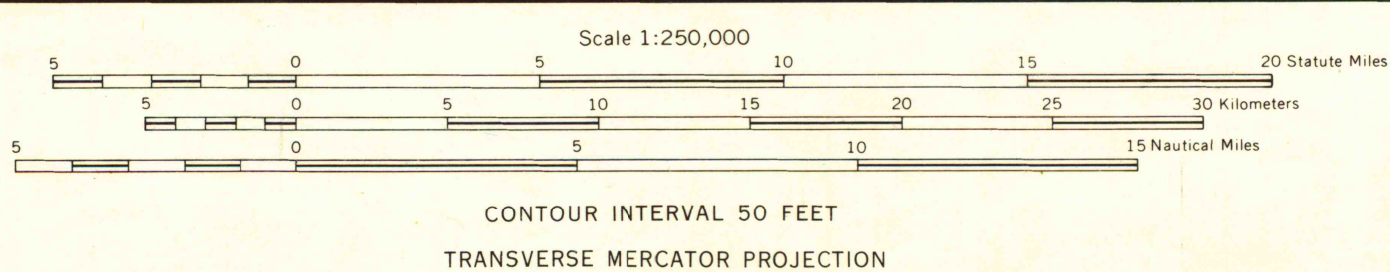 Scale 1:250,000
5 0 5 10 15 20 Statute Miles
5 0 5 10 15 20 25 30 Kilometers
5 0 5 10 15 Nautical Miles
CONTOUR INTERVAL 50 FEET
TRANSVERSE MERCATOR PROJECTION